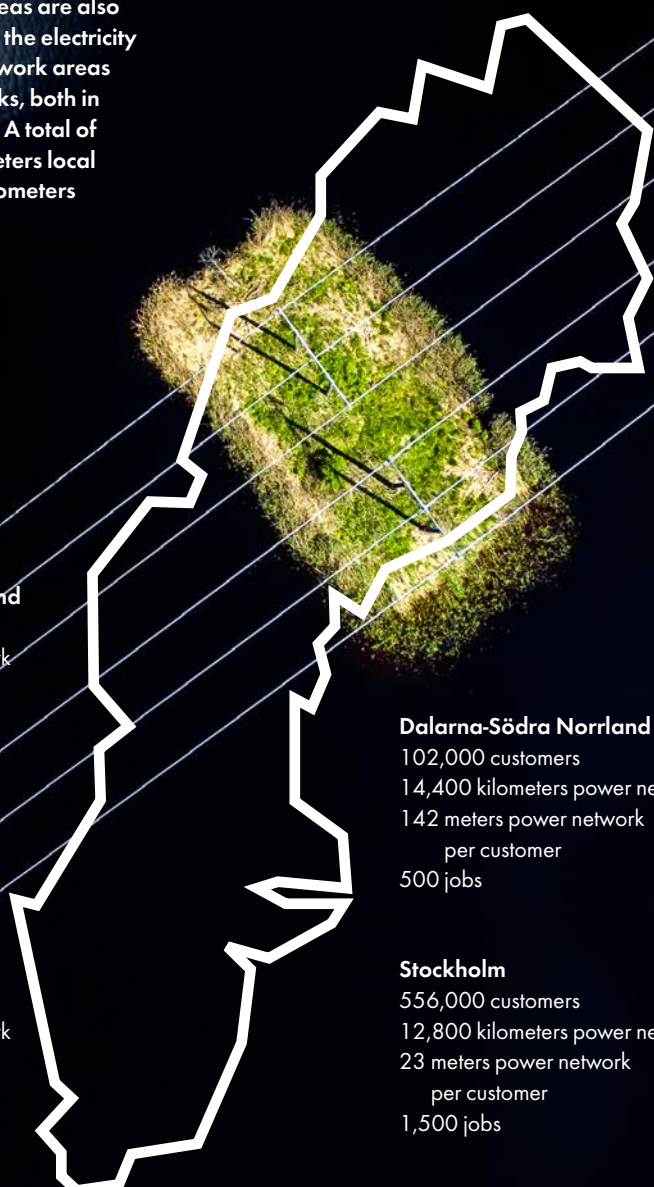 eas are also
the electricity
work areas
ks, both in
A total of
eters local
ometers
nd
k
k
Dalarna-Södra Norrland
102,000 customers
14,400 kilometers power ne
142 meters power network
per customer
500 jobs
Stockholm
556,000 customers
12,800 kilometers power ne
23 meters power network
per customer
1,500 jobs